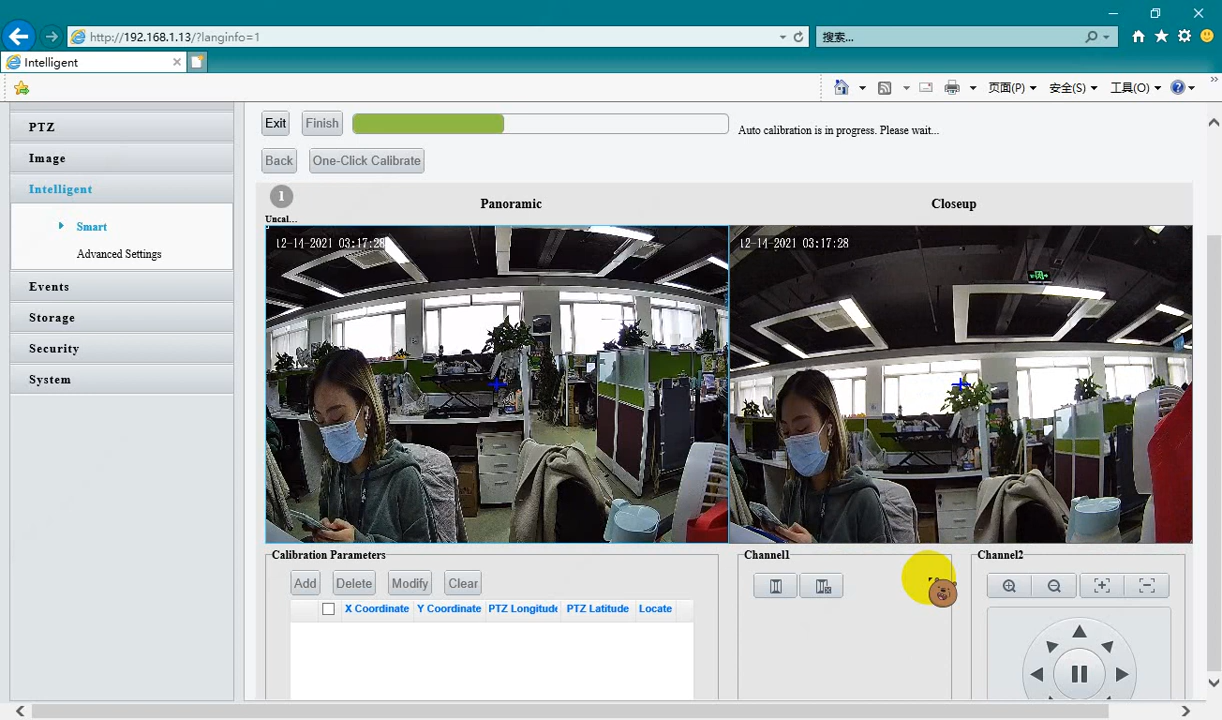 http://192.168.1.13/?langinfo=1
搜索...
Intelligent
页面(P)
安全(S)
工具(O)
PTZ
Image
Intelligent
Smart
Advanced Settings
Events
Storage
Security
System
Exit
Finish
Auto calibration is in progress. Please wait...
Back
One-Click Calibrate
1
Panoramic
Closeup
Uncal...
12-14-2021 03:17:28
12-14-2021 03:17:28
Calibration Parameters
Add
Delete
Modify
Clear
X Coordinate
Y Coordinate
PTZ Longitude
PTZ Latitude
Locate
Channel1
Channel2